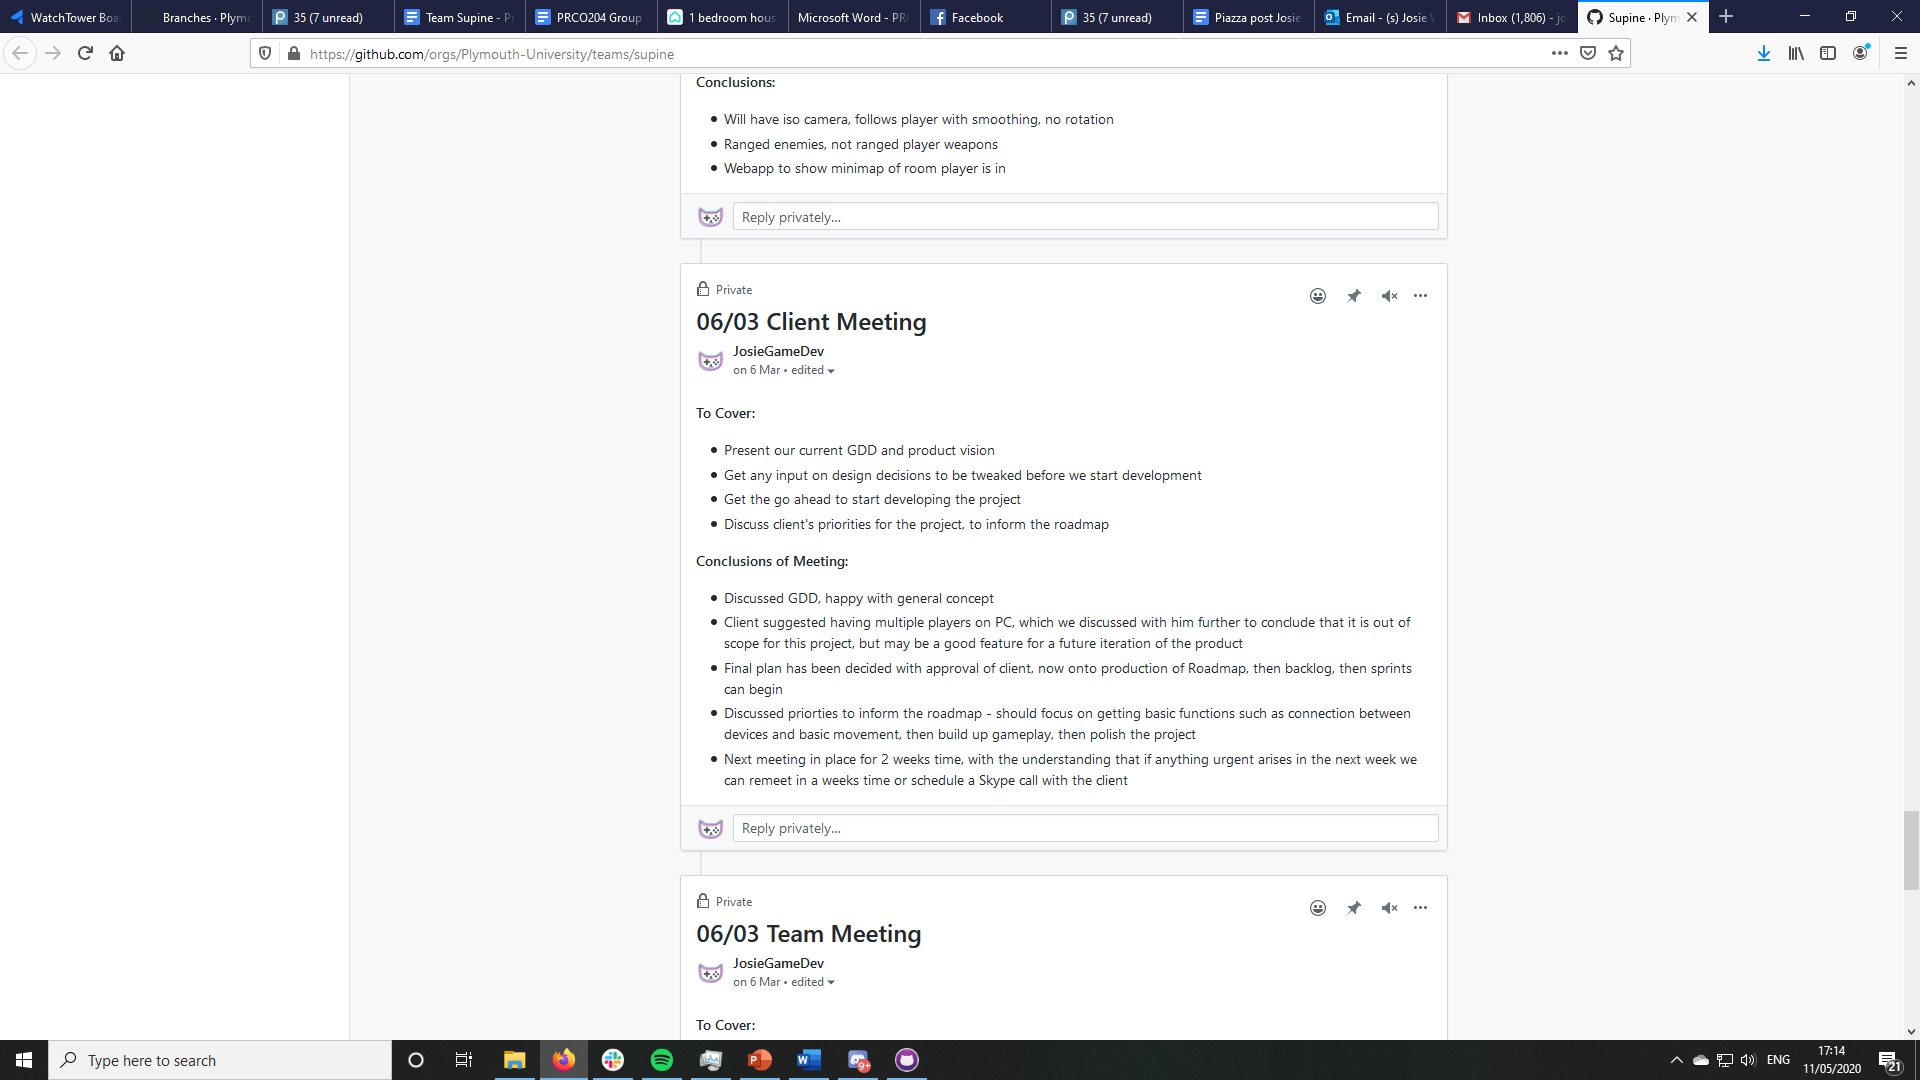 WatchTower Boa
Branches · Plymo
35 (7 unread)
Team Supine - Pr
PRCO204 Group
1 bedroom hous
Microsoft Word - PRC
Facebook
35 (7 unread)
Piazza post Josie
Email - (s) Josie W
Inbox (1,806) - jo
Supine · Plym
https://github.com/orgs/Plymouth-University/teams/supine
Conclusions:
Will have iso camera, follows player with smoothing, no rotation
Ranged enemies, not ranged player weapons
Webapp to show minimap of room player is in
Reply privately...
Private
06/03 Client Meeting
JosieGameDev
on 6 Mar • edited
To Cover:
Present our current GDD and product vision
Get any input on design decisions to be tweaked before we start development
Get the go ahead to start developing the project
Discuss client's priorities for the project, to inform the roadmap
Conclusions of Meeting:
Discussed GDD, happy with general concept
Client suggested having multiple players on PC, which we discussed with him further to conclude that it is out of
scope for this project, but may be a good feature for a future iteration of the product
Final plan has been decided with approval of client, now onto production of Roadmap, then backlog, then sprints
can begin
Discussed priorties to inform the roadmap - should focus on getting basic functions such as connection between
devices and basic movement, then build up gameplay, then polish the project
Next meeting in place for 2 weeks time, with the understanding that if anything urgent arises in the next week we
can remeet in a weeks time or schedule a Skype call with the client
Reply privately...
Private
06/03 Team Meeting
JosieGameDev
on 6 Mar • edited
To Cover:
Type here to search
9+
ENG
17:14
11/05/2020
21